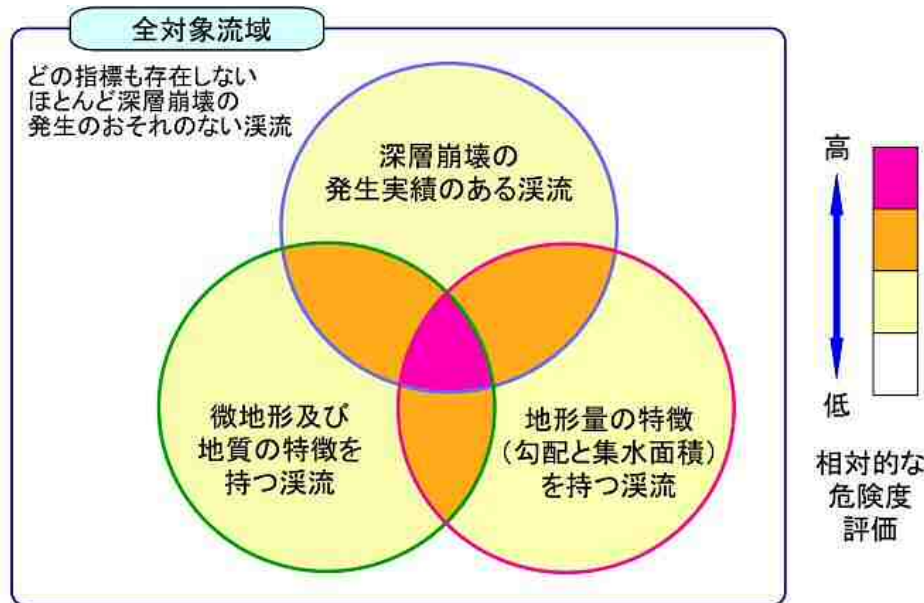 全対象流域
どの指標も存在しない
ほとんど深層崩壊の
発生のおそれのない渓流
深層崩壊の
発生実績のある渓流
微地形及び
地質の特徴を
持つ渓流
地形量の特徴
(勾配と集水面積)
を持つ渓流
高
低
相対的な
危険度
評価